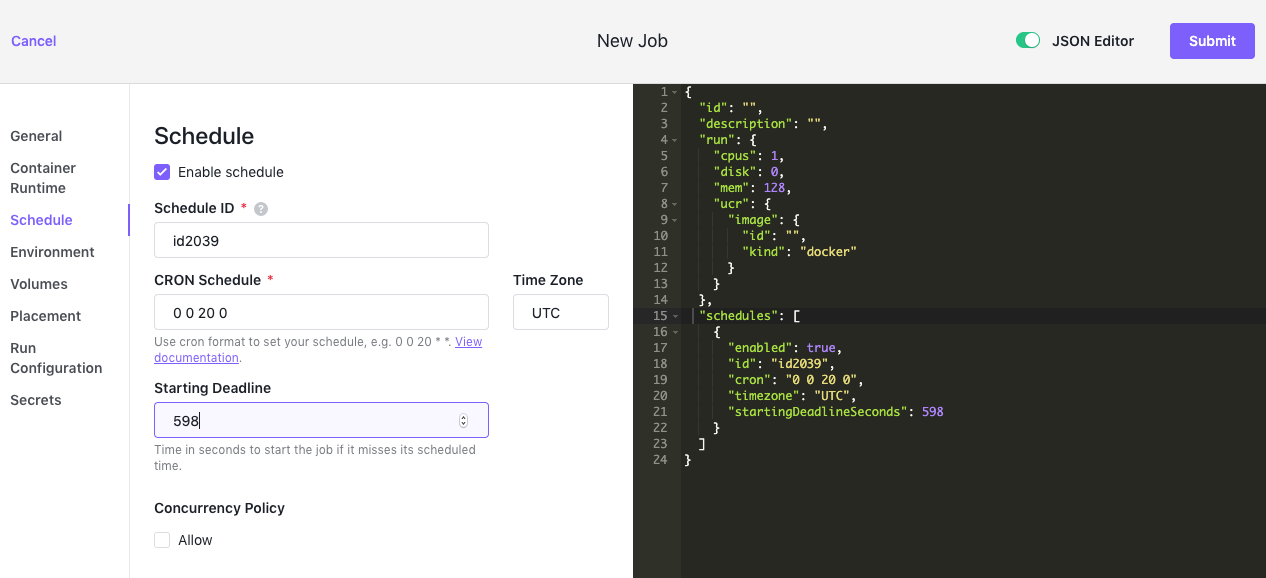 Cancel
New Job
JSON Editor
Submit
General
Container
Runtime
Schedule
Environment
Volumes
Placement
Run
Configuration
Secrets
Schedule
Enable schedule
Schedule ID *
id2039
CRON Schedule *
Time Zone
0 0 20 0
UTC
Use cron format to set your schedule, e.g. 0 0 20 * *. View
documentation.
Starting Deadline
598
Time in seconds to start the job if it misses its scheduled
time.
Concurrency Policy
Allow
1 {
2 "id": "",
3 "description": "",
4 "run": {
5 "cpus": 1,
6 "disk": 0,
7 "mem": 128,
8 "ucr": {
9 "image": {
10 "id": "",
11 "kind": "docker"
12 }
13 }
14 },
15 "schedules": [
16 {
17 "enabled": true,
18 "id": "id2039",
19 "cron": "0 0 20 0",
20 "timezone": "UTC",
21 "startingDeadlineSeconds": 598
22 }
23 ]
24 }